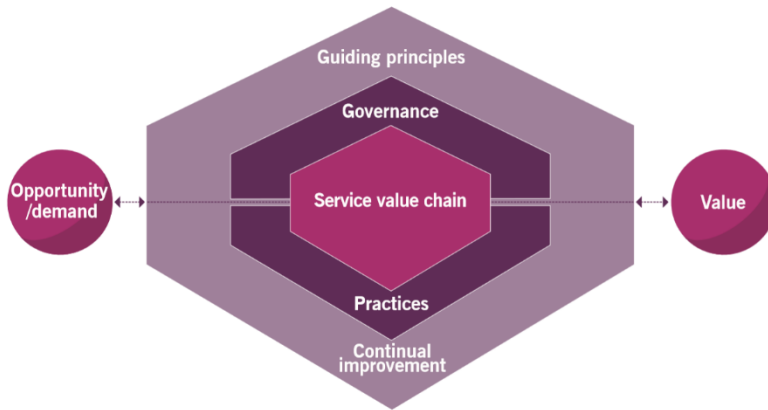 Guiding principles
Governance
Opportunity
/demand
Service value chain
Value
Practices
Continual
improvement